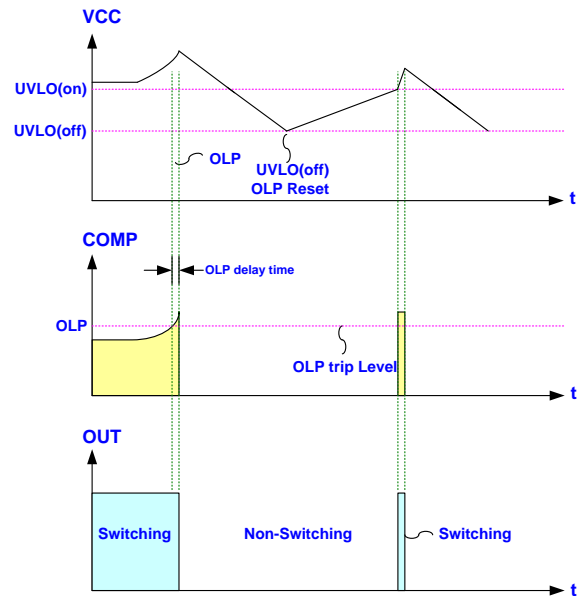 VCC
UVLO(on)
UVLO(off)
OLP
UVLO(off)
OLP Reset
t
COMP
OLP delay time
OLP
OLP trip Level
t
OUT
Switching
Non-Switching
Switching
t